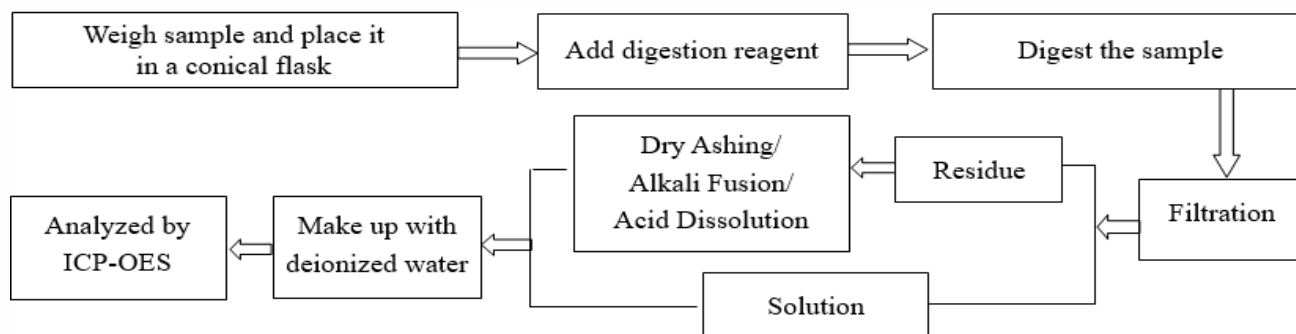 Weigh sample and place it
in a conical flask
Add digestion reagent
Digest the sample
Filtration
Residue
Dry Ashing/
Alkali Fusion/
Acid Dissolution
Solution
Make up with
deionized water
Analyzed by
ICP-OES